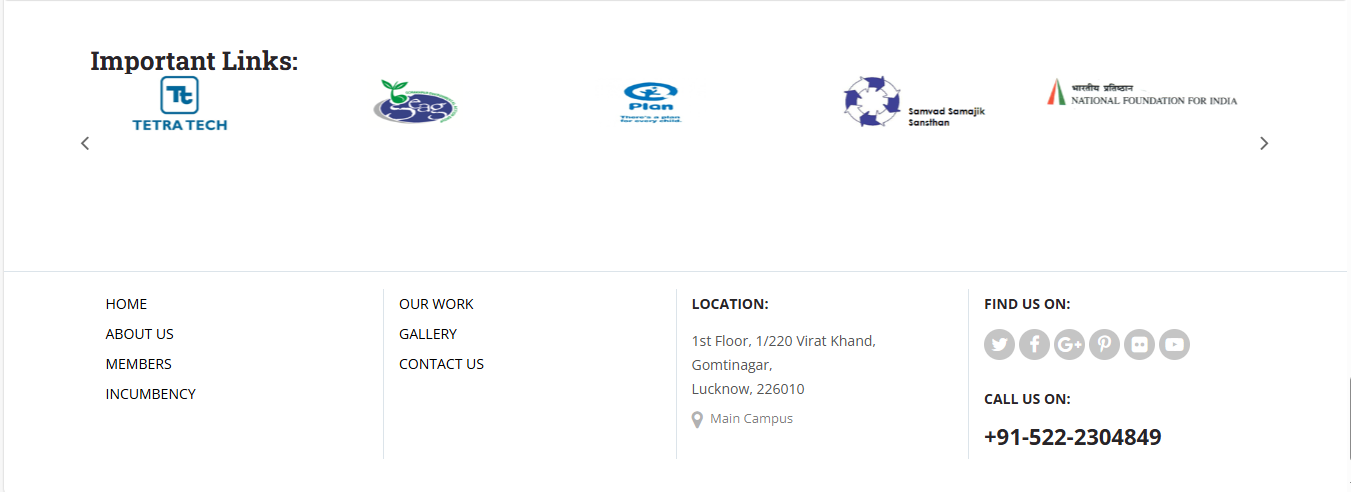 Important Links:
Tt
TETRA TECH
geag
Plan
There's a plan
for every child.
Samvad Samajik
Sansthan
भारतीय प्रतिष्ठान
NATIONAL FOUNDATION FOR INDIA
HOME
ABOUT US
MEMBERS
INCUMBENCY
OUR WORK
GALLERY
CONTACT US
LOCATION:
1st Floor, 1/220 Virat Khand,
Gomtinagar,
Lucknow, 226010
Main Campus
FIND US ON:
G+
CALL US ON:
+91-522-2304849